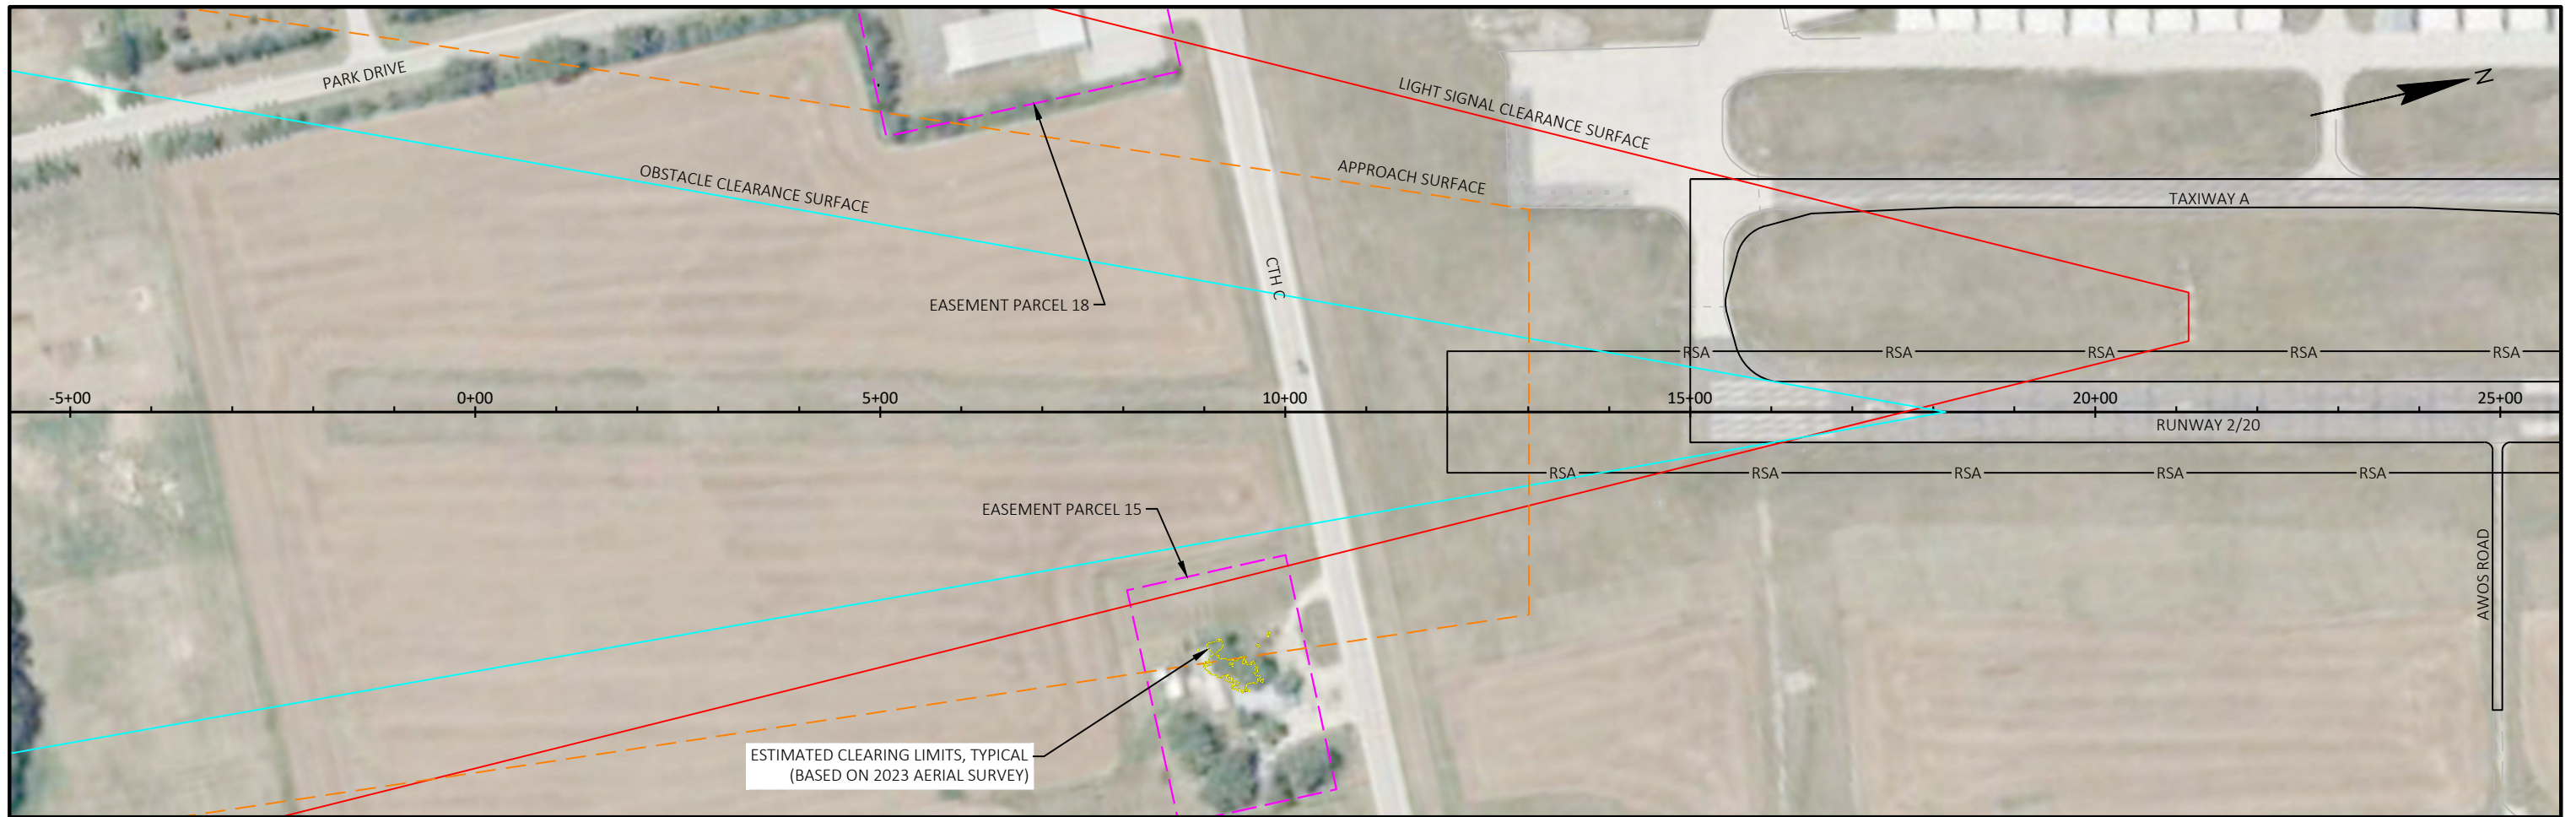 PARK DRIVE
LIGHT SIGNAL CLEARANCE SURFACE
N
OBSTACLE CLEARANCE SURFACE
APPROACH SURFACE
TAXIWAY A
CTH C
EASEMENT PARCEL 18
RSA
RSA
RSA
RSA
RSA
-5+00
0+00
5+00
10+00
15+00
20+00
25+00
RUNWAY 2/20
RSA
RSA
RSA
RSA
RSA
EASEMENT PARCEL 15
AWOS ROAD
ESTIMATED CLEARING LIMITS, TYPICAL
(BASED ON 2023 AERIAL SURVEY)